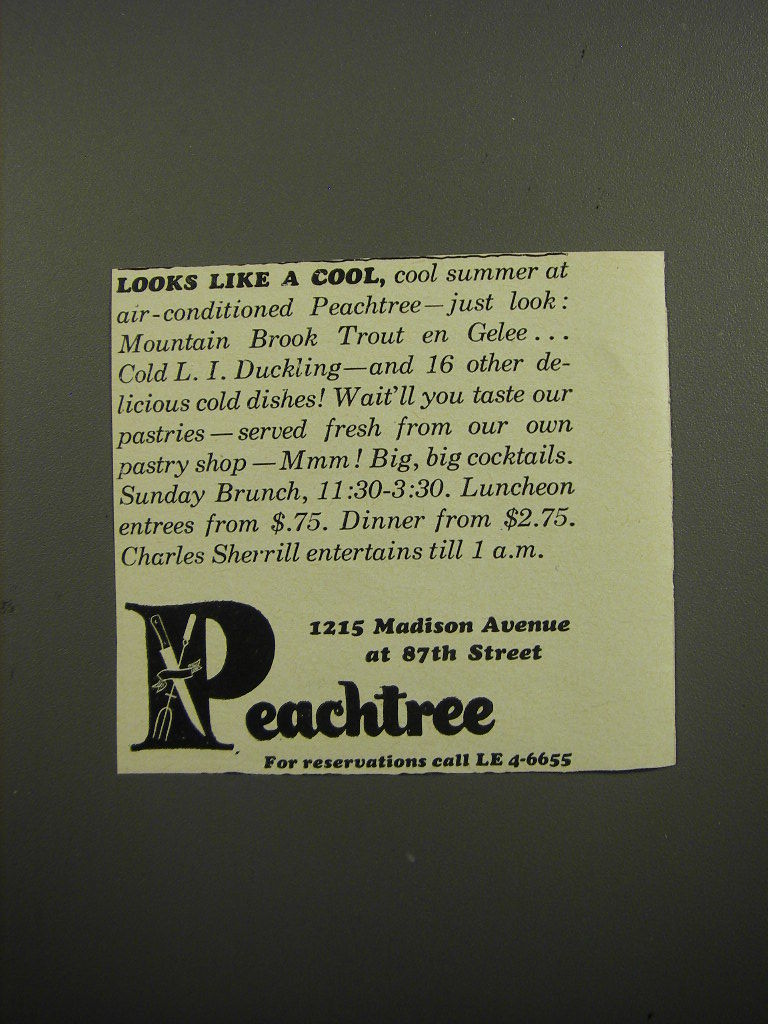 LOOKS LIKE A COOL, cool summer at
air-conditioned Peachtree—just look:
Mountain Brook Trout en Gelee...
Cold L. I. Duckling—and 16 other de-
licious cold dishes! Wait'll you taste our
pastries—served fresh from our own
pastry shop—Mmm! Big, big cocktails.
Sunday Brunch, 11:30-3:30. Luncheon
entrees from $.75. Dinner from $2.75.
Charles Sherrill entertains till 1 a.m.
1215 Madison Avenue
at 87th Street
Peachtree
For reservations call LE 4-6655